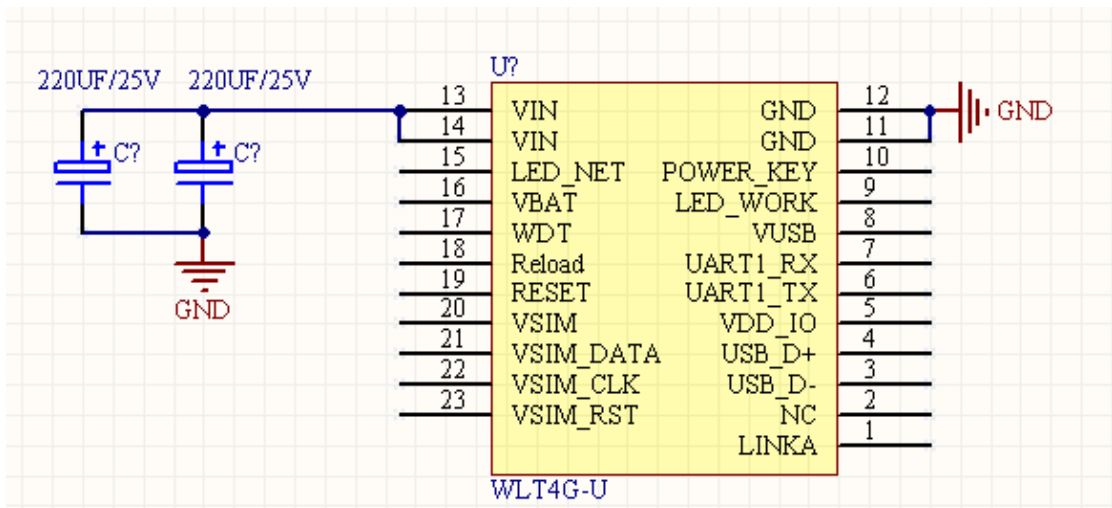 U?
220UF/25V 220UF/25V
C? C?
GND
13 VIN GND 12
14 VIN GND 11
15 LED_NET POWER_KEY 10
16 VBAT LED_WORK 9
17 WDT VUSB 8
18 Reload UART1_RX 7
19 RESET UART1_TX 6
20 VSIM VDD_IO 5
21 VSIM_DATA USB_D+ 4
22 VSIM_CLK USB_D- 3
23 VSIM_RST NC 2
LINKA 1
GND
WLT4G-U